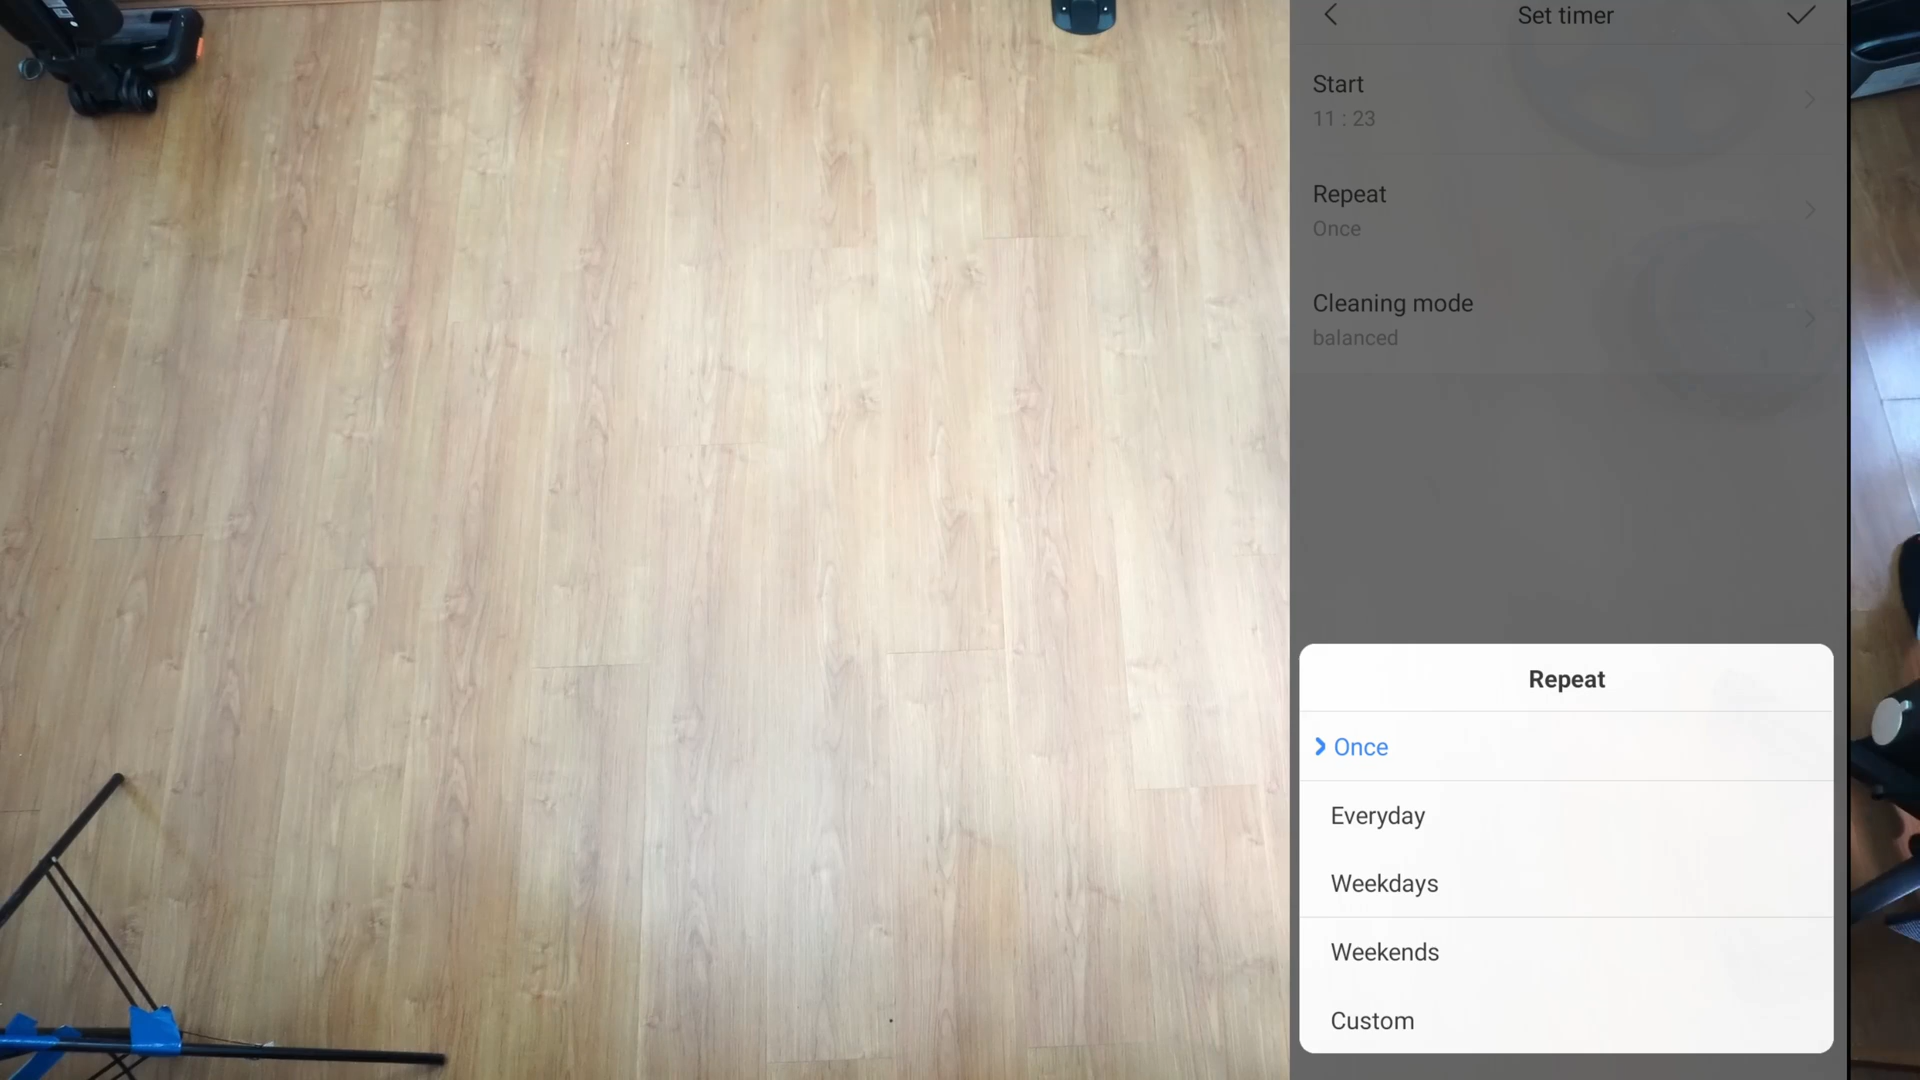 Set timer
Start
11 : 23
Repeat
Once
Cleaning mode
balanced
Repeat
Once
Everyday
Weekdays
Weekends
Custom